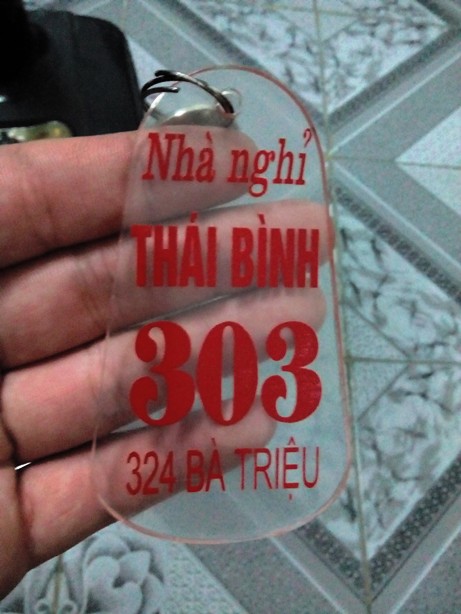 Nhà nghỉ
THÁI BÌNH
303
324 BÀ TRIỆU